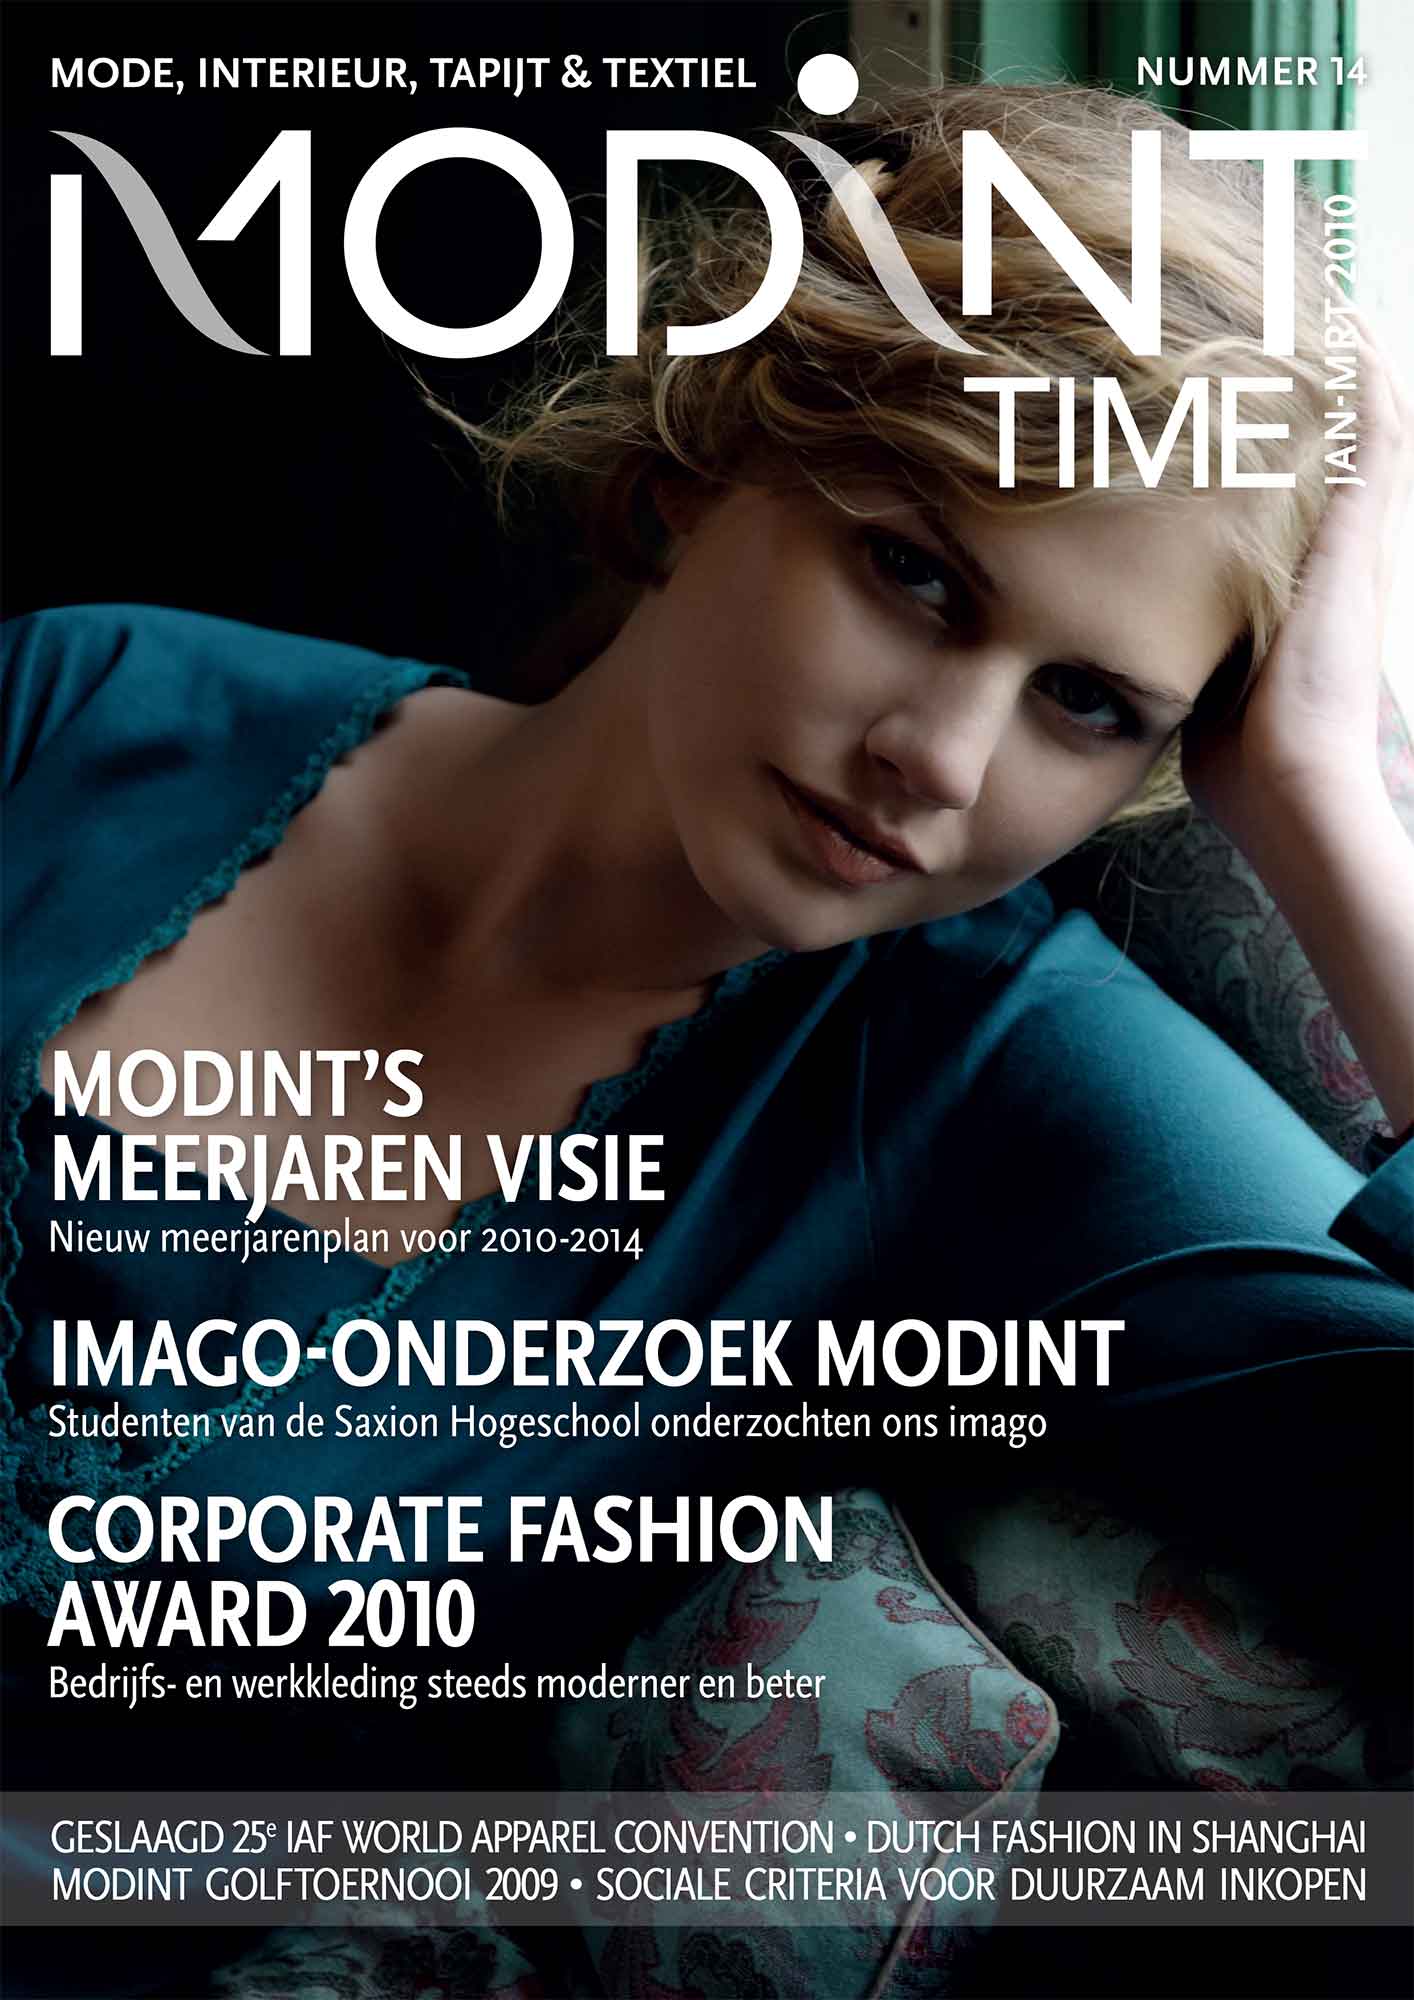 MODE, INTERIEUR, TAPIJT & TEXTIEL
NUMMER 14
MODiNT
TIME
JAN-MRT 2010
MODINT’S
MEERJAREN VISIE
Nieuw meerjarenplan voor 2010-2014
IMAGO-ONDERZOEK MODINT
Studenten van de Saxion Hogeschool onderzochten ons imago
CORPORATE FASHION
AWARD 2010
Bedrijfs- en werkkleding steeds moderner en beter
GESLAAGD 25e IAF WORLD APPAREL CONVENTION • DUTCH FASHION IN SHANGHAI
MODINT GOLFTOERNOOI 2009 • SOCIALE CRITERIA VOOR DUURZAAM INKOPEN